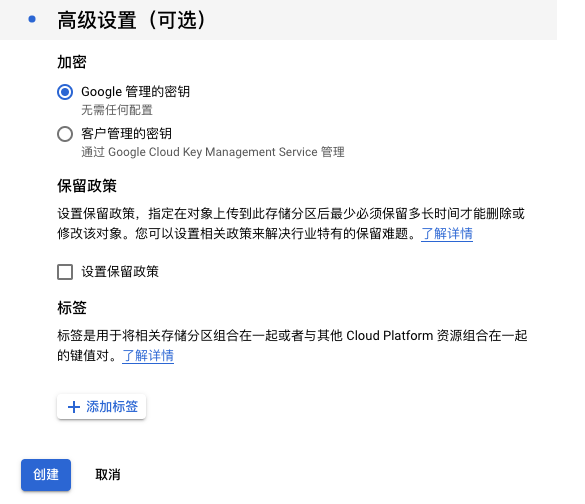 高级设置（可选）
加密
Google 管理的密钥
无需任何配置
客户管理的密钥
通过 Google Cloud Key Management Service 管理
保留政策
设置保留政策，指定在对象上传到此存储分区后最少必须保留多长时间才能删除或
修改该对象。您可以设置相关政策来解决行业特有的保留难题。了解详情
设置保留政策
标签
标签是用于将相关存储分区组合在一起或者与其他 Cloud Platform 资源组合在一起
的键值对。了解详情
添加标签
创建 取消